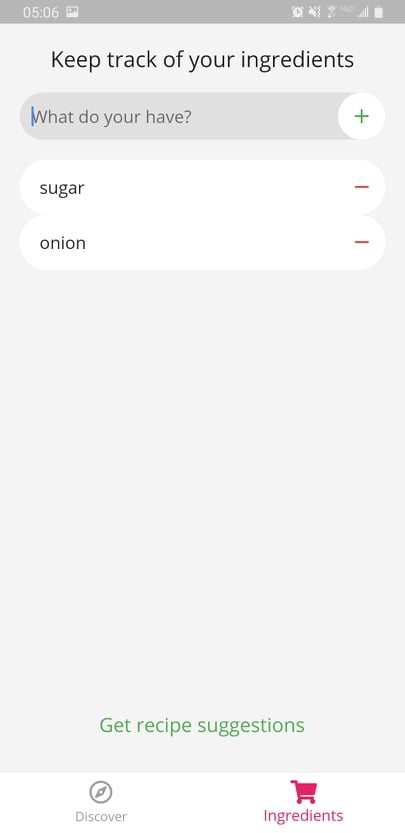 05:06
Keep track of your ingredients
What do your have?
sugar
onion
Get recipe suggestions
Discover
Ingredients